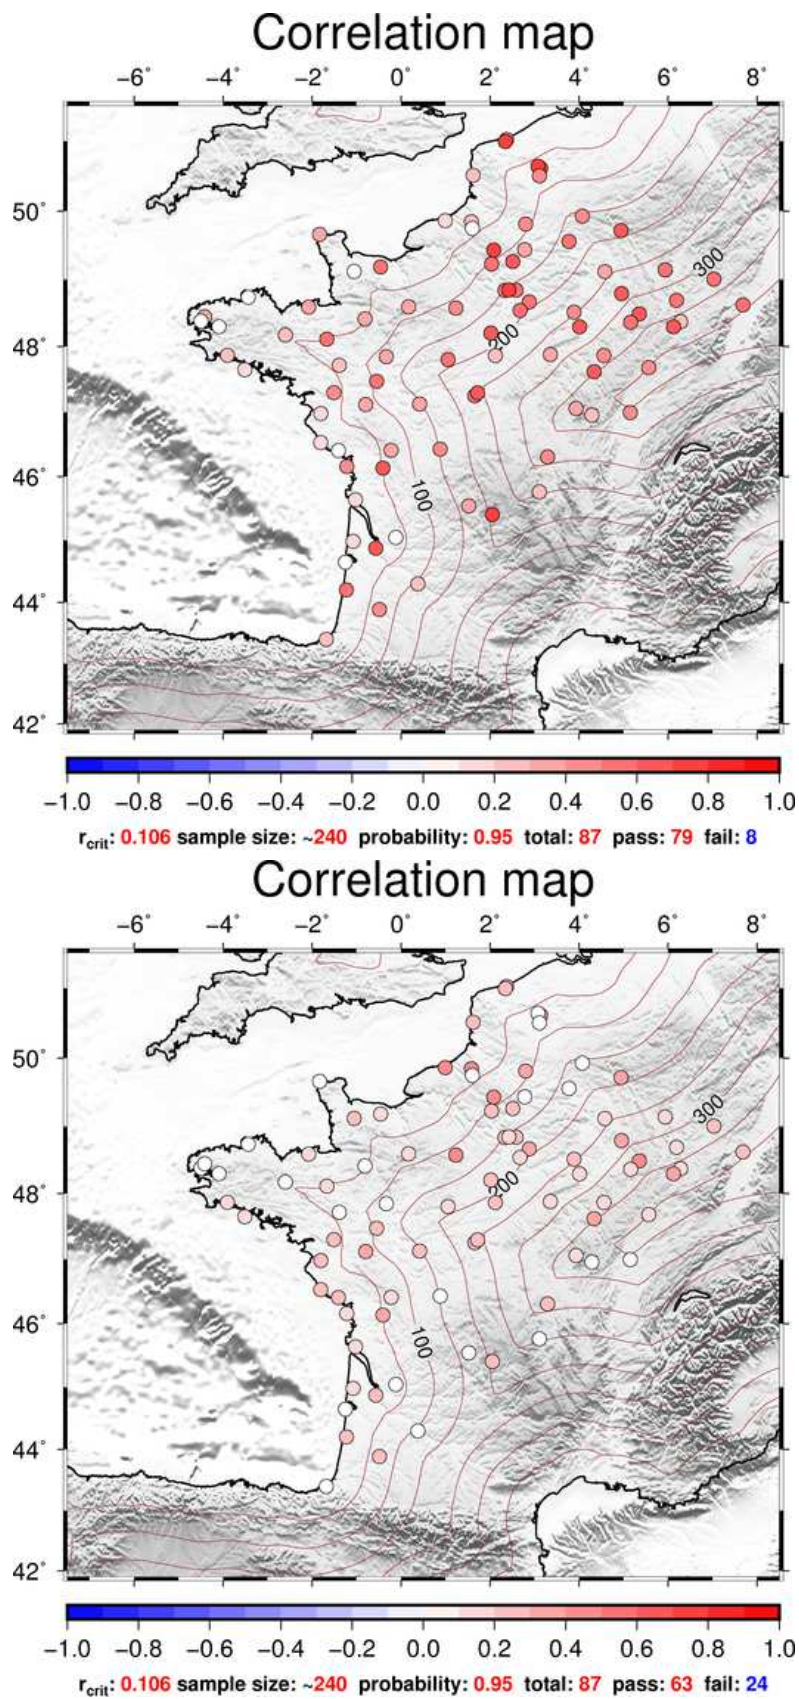 Correlation map
−6° −4° −2° 0° 2° 4° 6° 8°
50°
300
48°
200
46°
100
44°
42°
-1.0 -0.8 -0.6 -0.4 -0.2 0.0 0.2 0.4 0.6 0.8 1.0
rcrit: 0.106 sample size: ~240 probability: 0.95 total: 87 pass: 79 fail: 8
Correlation map
−6° −4° −2° 0° 2° 4° 6° 8°
50°
300
48°
200
46°
100
44°
42°
-1.0 -0.8 -0.6 -0.4 -0.2 0.0 0.2 0.4 0.6 0.8 1.0
rcrit: 0.106 sample size: ~240 probability: 0.95 total: 87 pass: 63 fail: 24